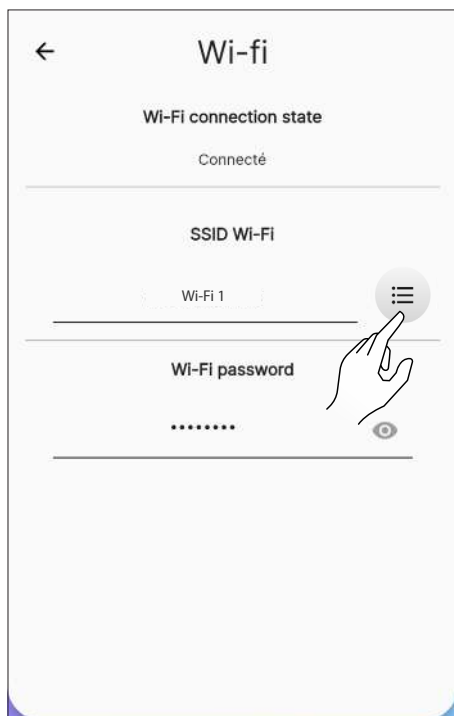 Wi-fi
Wi-Fi connection state
Connecté
SSID Wi-Fi
Wi-Fi 1
Wi-Fi password
••••••••